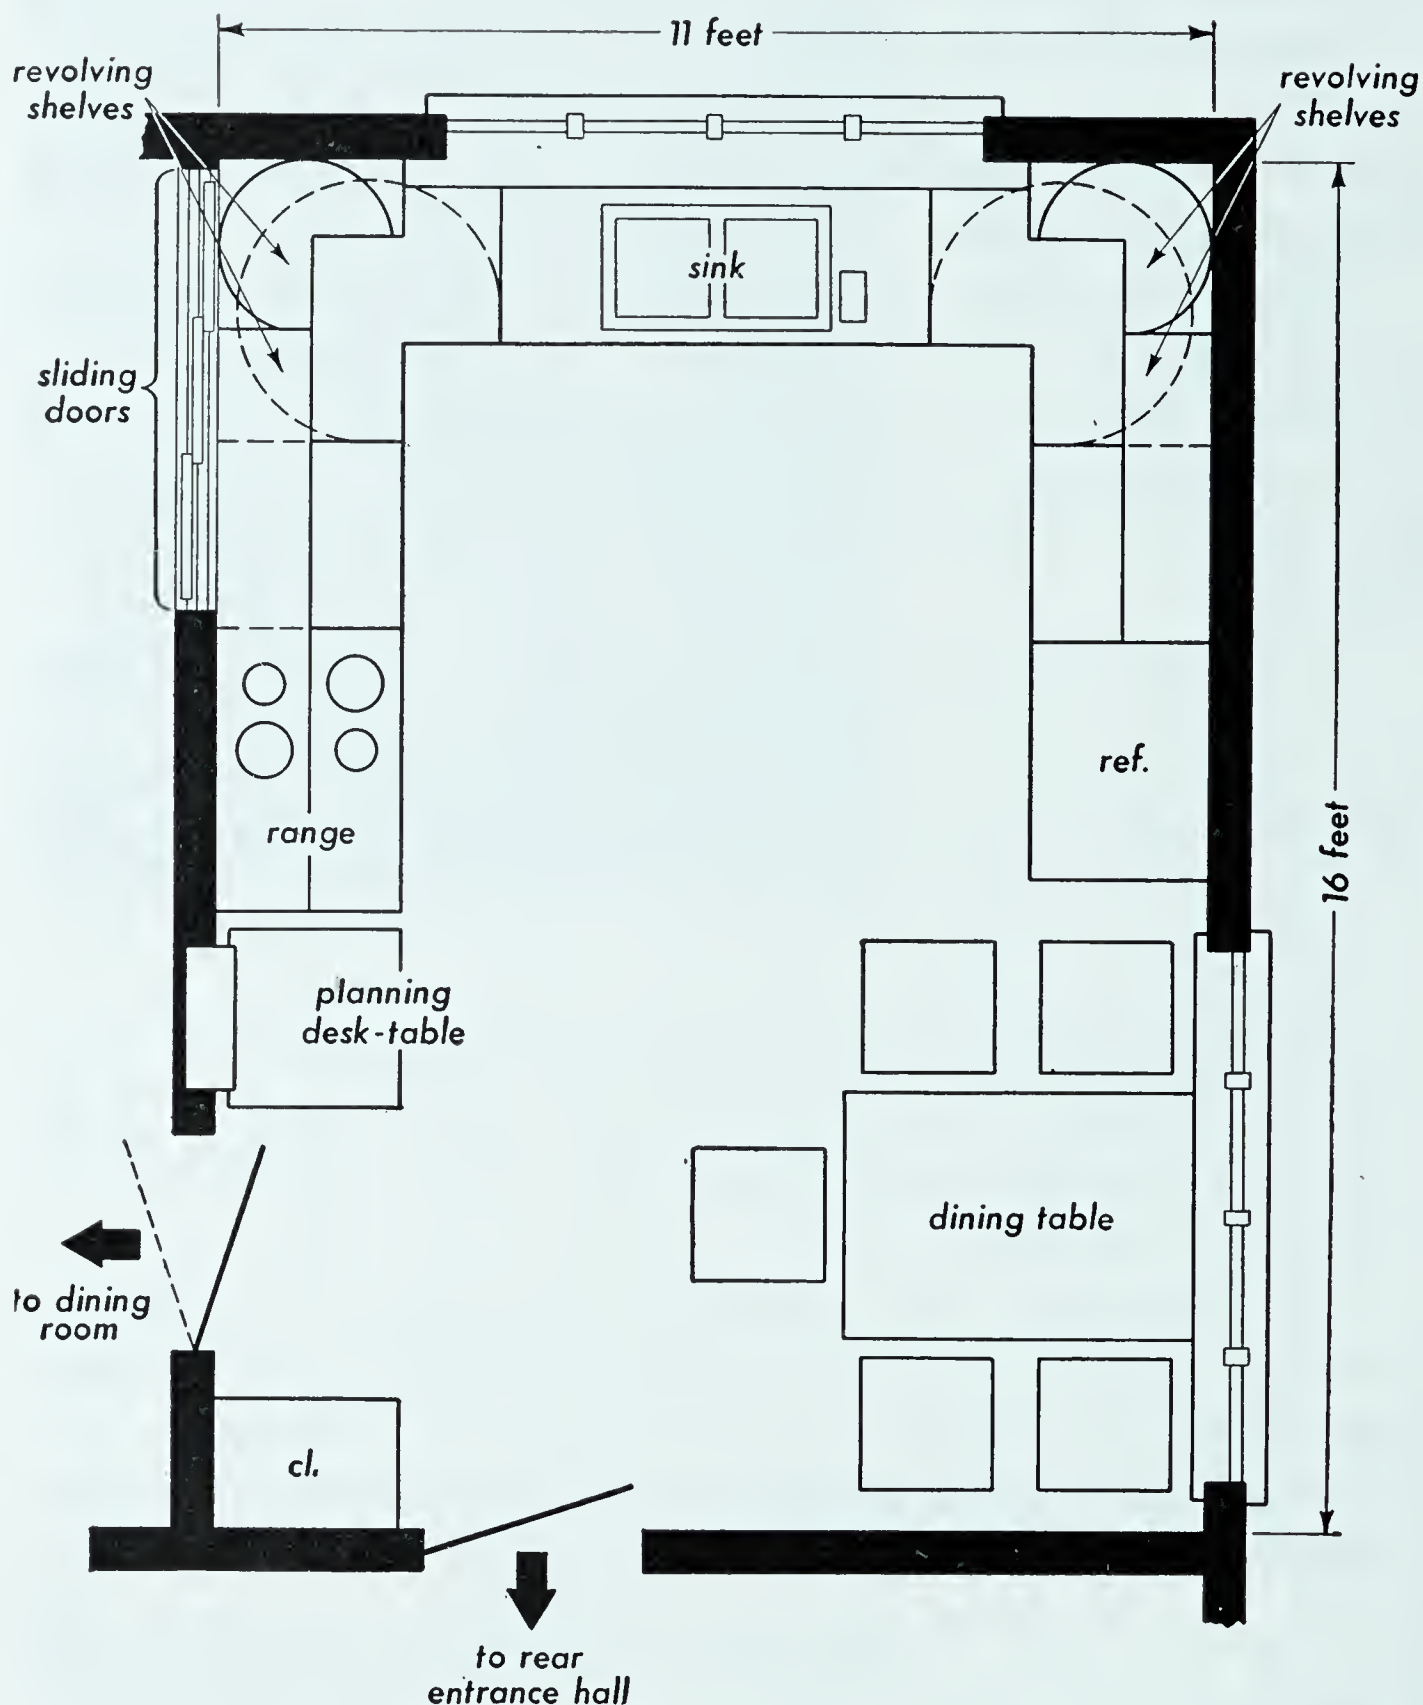 11 feet
revolving
shelves
revolving
shelves
sink
sliding
doors
ref.
range
16 feet
planning
desk-table
dining table
to dining
room
cl.
to rear
entrance hall